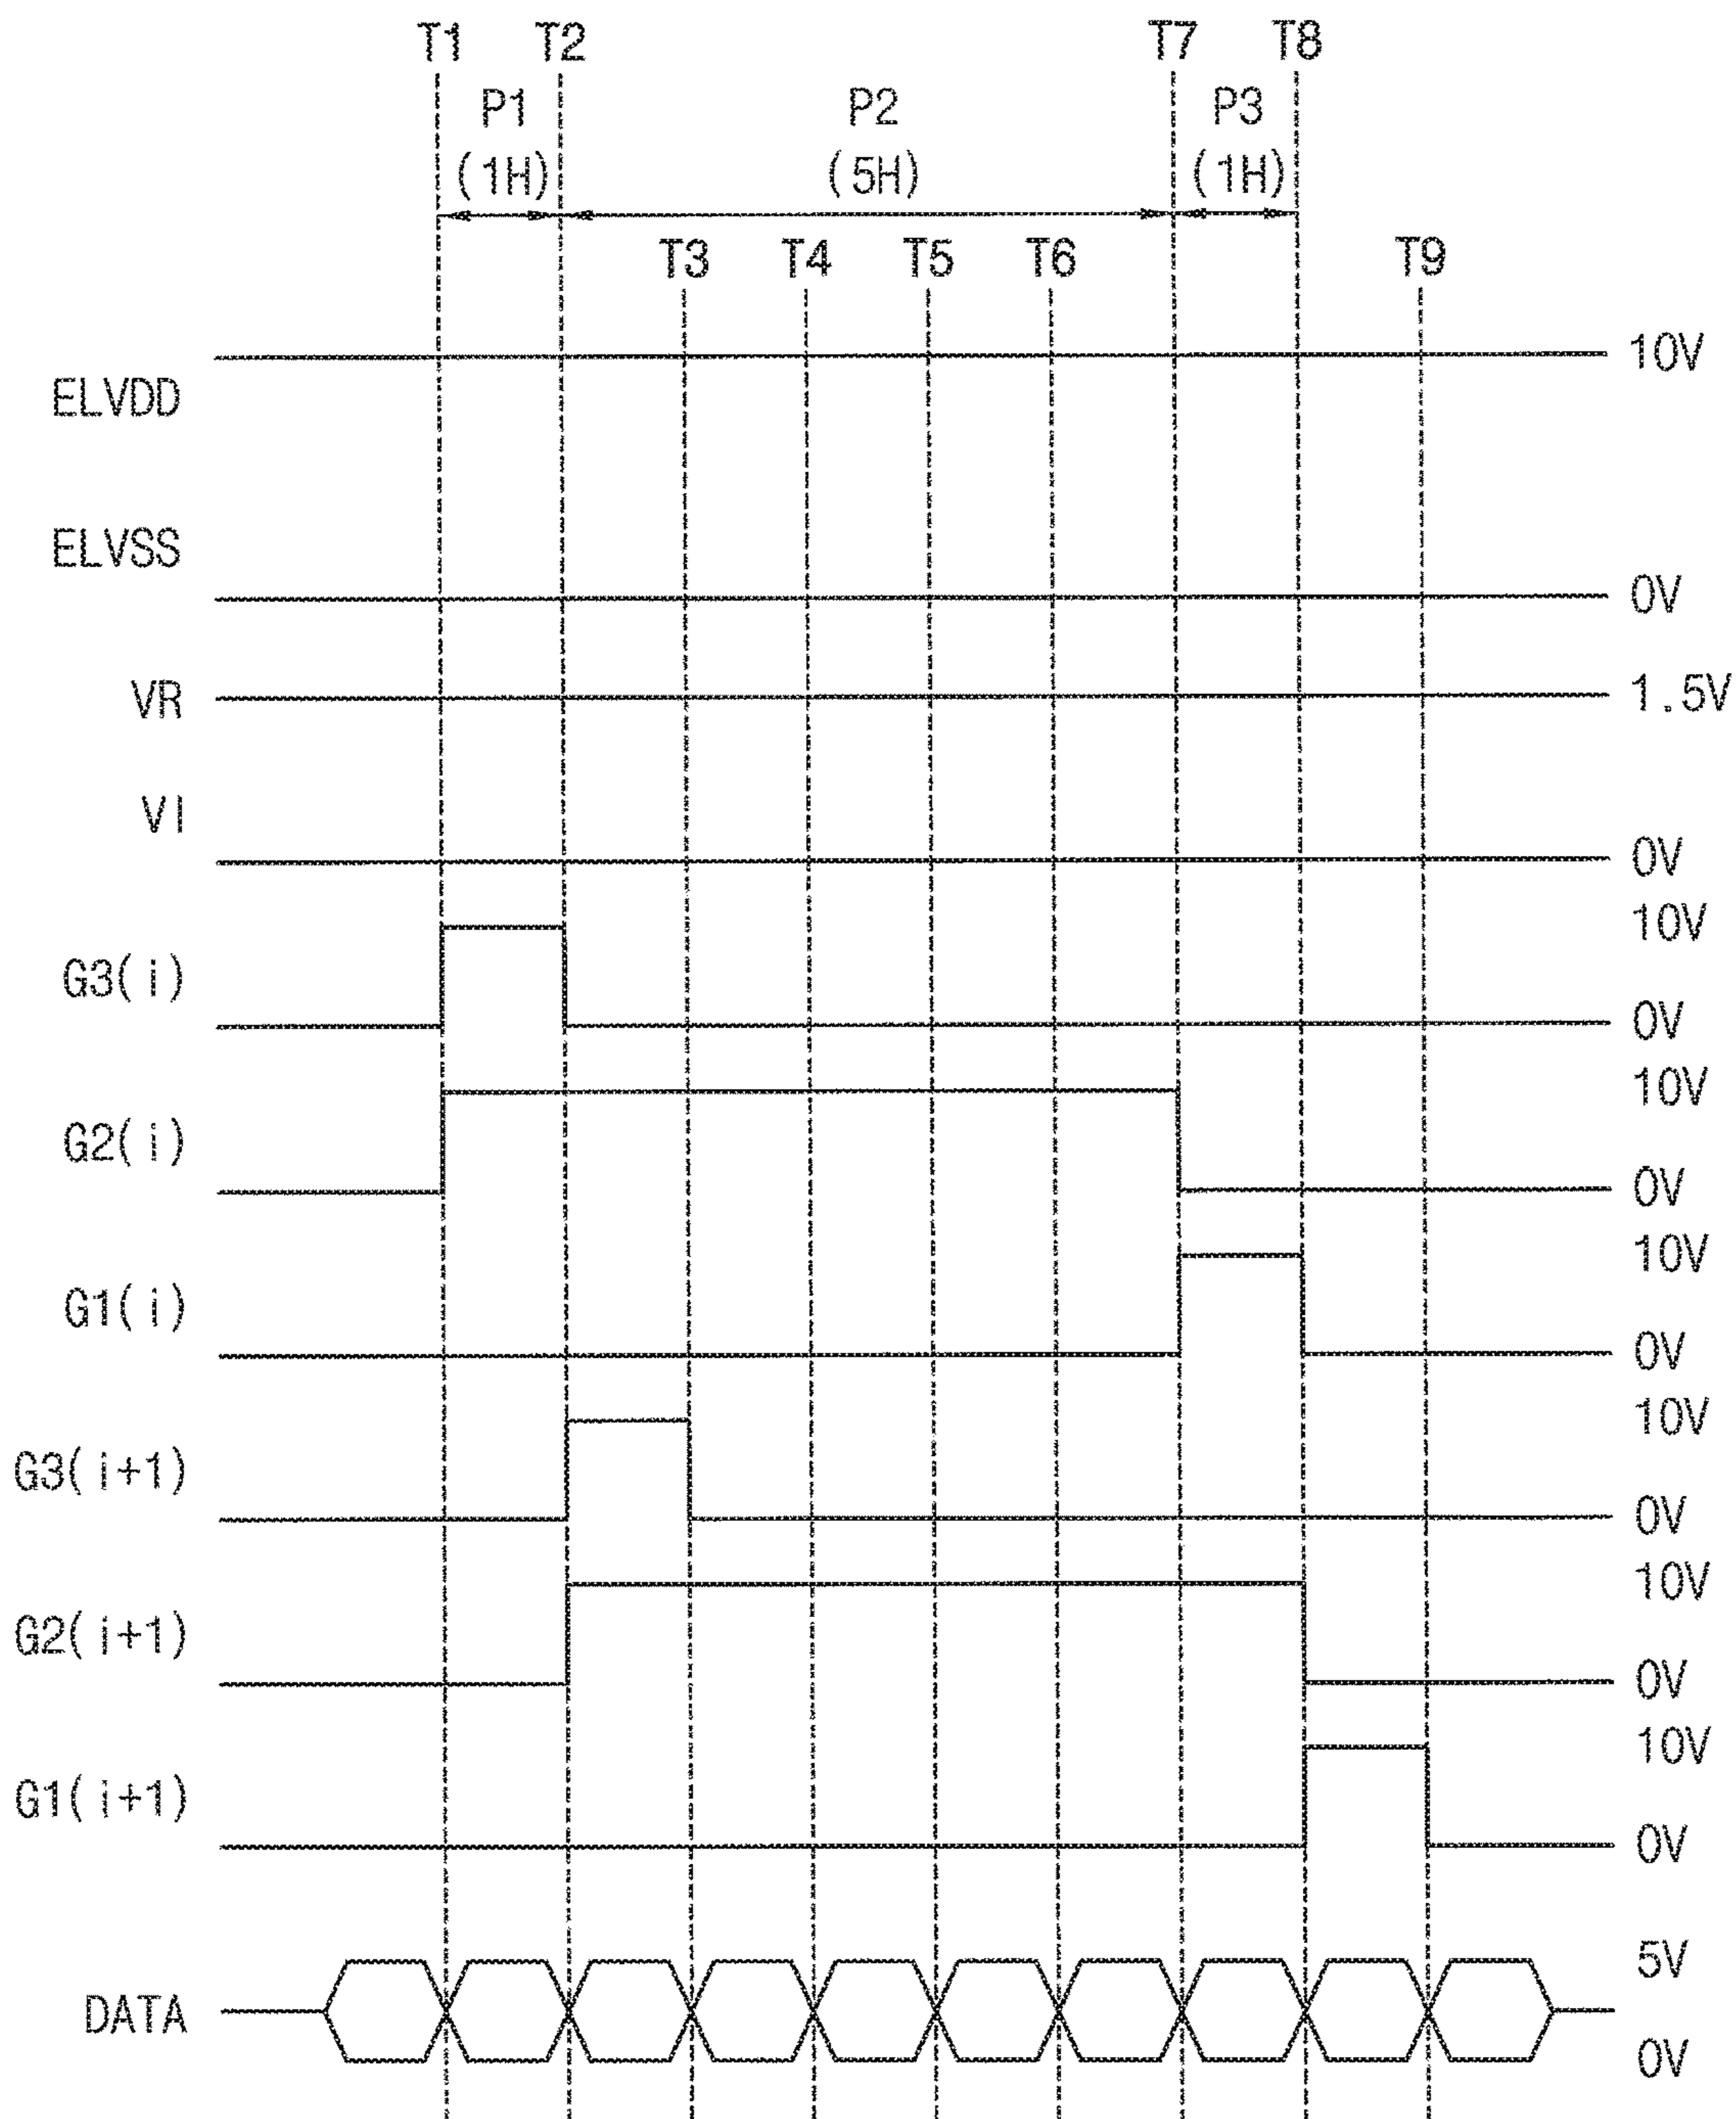 T1 T2 T7 T8
P1 P2 P3
(1H) (5H) (1H)
T3 T4 T5 T6 T9
ELVDD 10V
ELVSS 0V
VR 1.5V
VI 0V
G3(i) 10V 0V
G2(i) 10V 0V
G1(i) 10V 0V
G3(i+1) 10V 0V
G2(i+1) 10V 0V
G1(i+1) 10V 0V
DATA 5V 0V